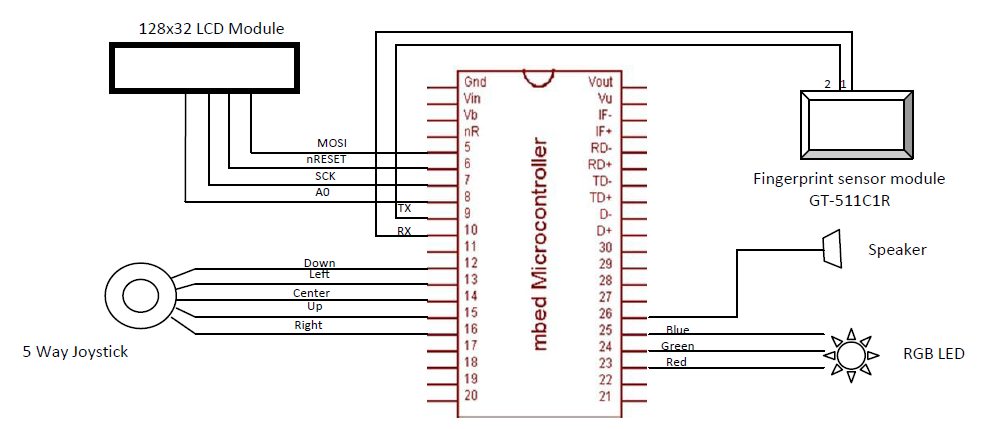 128x32 LCD Module
2 1
Fingerprint sensor module
GT-511C1R
MOSI
nRESET
SCK
A0
TX
RX
Down
Left
Center
Up
Right
5 Way Joystick
Gnd
Vin
Vb
nR
5
6
7
8
9
10
11
12
13
14
15
16
17
18
19
20
mbed Microcontroller
Vout
Vu
IF-
IF+
RD-
RD+
TD-
TD+
D-
D+
30
29
28
27
26
25
24
23
22
21
Speaker
Blue
Green
Red
RGB LED